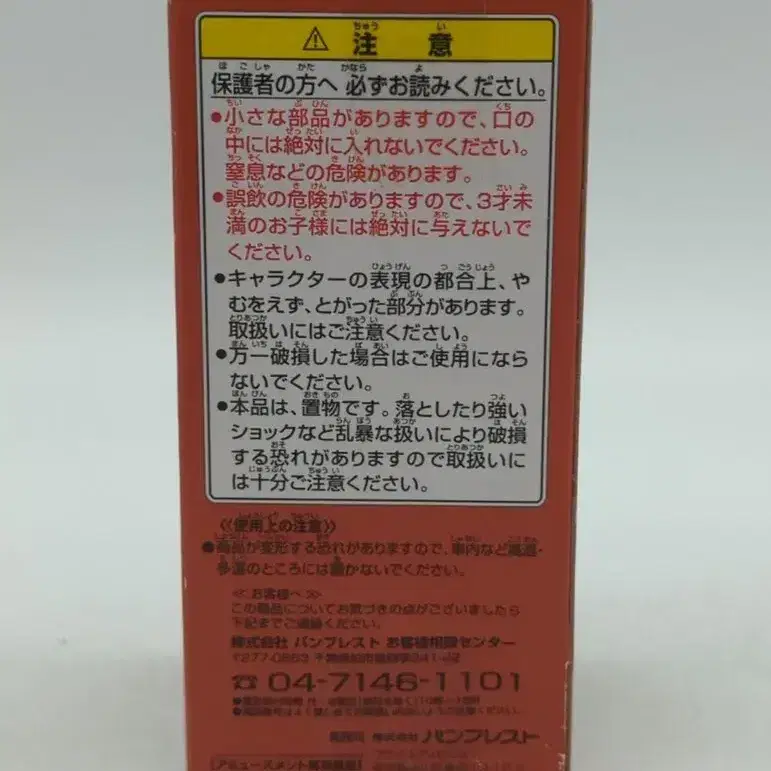 ⚠ 注意
保護者の方へ 必ずお読みください。
●小さな部品がありますので、口の
中には絶対に入れないでください。
窒息などの危険があります。
●誤飲の危険がありますので、3才未
満のお子様には絶対に与えないで
ください。
●キャラクターの表現の都合上、や
むをえず、とがった部分があります。
取扱いにはご注意ください。
●万一破損した場合はご使用になら
ないでください。
●本品は、置物です。落としたり強い
ショックなど乱暴な扱いにより破損
する恐れがありますので取扱いに
は十分ご注意ください。
《使用上の注意》
●商品が変形する恐れがありますので、車内など高温・
多湿のところには置かないでください。
≪お客様へ≫
この商品についてお気づきの点がございましたら
下記までご連絡ください。
株式会社 バンプレスト お客様相談センター
☎04-7146-1101
株式会社 バンプレスト